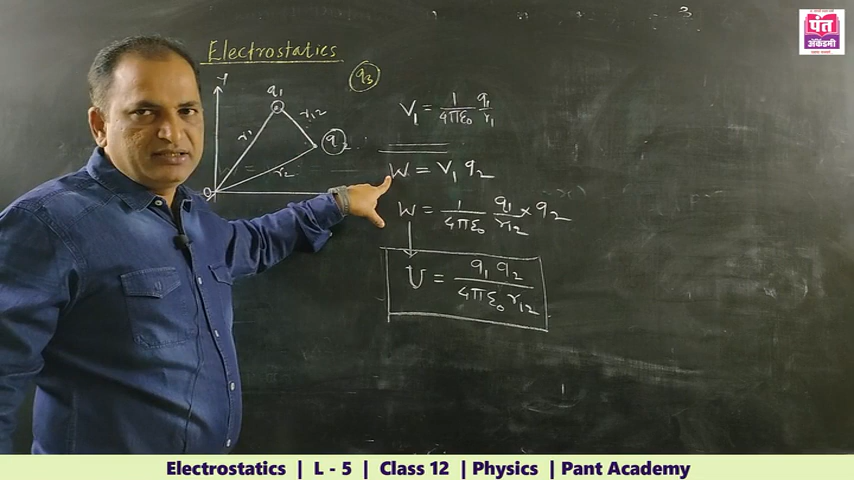 3
पंत
अ‍ॅकॅडमी
Electrostatics
q₃
Y
q₁
r₁₂
r₁
q₂
r₂
O
V₁ = 1/4πε₀ q₁/r₁
W = V₁ q₂
W = 1/4πε₀ q₁/r₁₂ × q₂
U = q₁ q₂/4πε₀ r₁₂
Electrostatics | L - 5 | Class 12 | Physics | Pant Academy